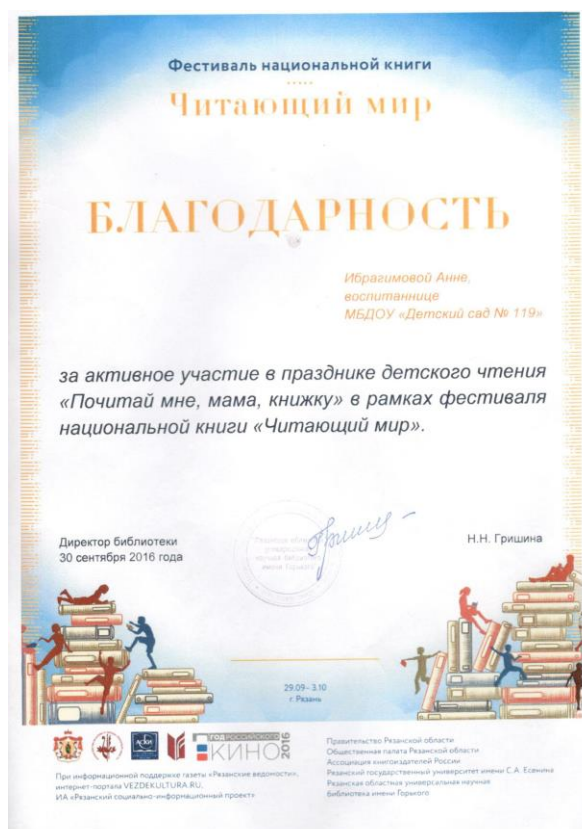 Фестиваль национальной книги
Читающий мир
БЛАГОДАРНОСТЬ
Ибрагимовой Анне,
воспитаннице
МБДОУ «Детский сад № 119»
за активное участие в празднике детского чтения
«Почитай мне, мама, книжку» в рамках фестиваля
национальной книги «Читающий мир».
Директор библиотеки
30 сентября 2016 года
Н.Н. Гришина
29.09 – 3.10
г. Рязань
АСКИ
ГОД РОССИЙСКОГО
КИНО 2016
При информационной поддержке газеты «Рязанские ведомости»,
интернет-портала VEZDEKULTURA.RU,
ИА «Рязанский социально-информационный проект»
Правительство Рязанской области
Общественная палата Рязанской области
Ассоциация книгоиздателей России
Рязанский государственный университет имени С.А. Есенина
Рязанская областная универсальная научная
библиотека имени Горького